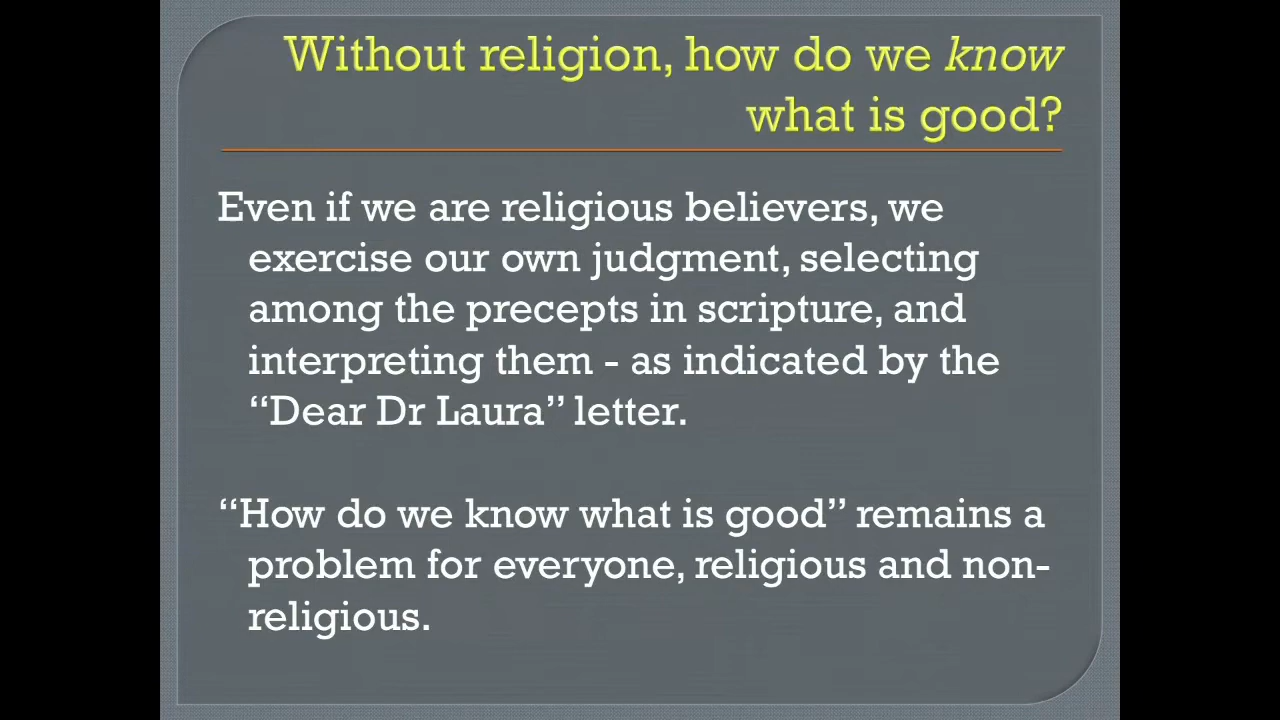 Without religion, how do we know
what is good?
Even if we are religious believers, we
exercise our own judgment, selecting
among the precepts in scripture, and
interpreting them - as indicated by the
“Dear Dr Laura” letter.
“How do we know what is good” remains a
problem for everyone, religious and non-
religious.